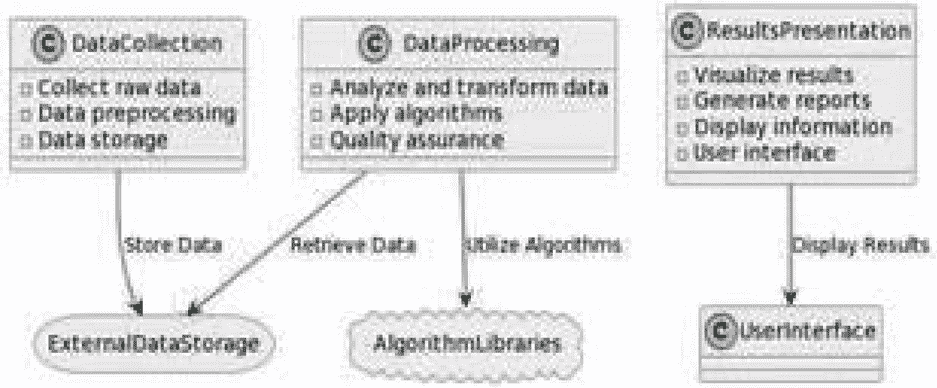 C DataCollection
Collect raw data
Data preprocessing
Data storage
C DataProcessing
Analyze and transform data
Apply algorithms
Quality assurance
C ResultsPresentation
Visualize results
Generate reports
Display information
User interface
Store Data
Retrieve Data
Utilize Algorithms
Display Results
ExternalDataStorage
AlgorithmLibraries
C UserInterface